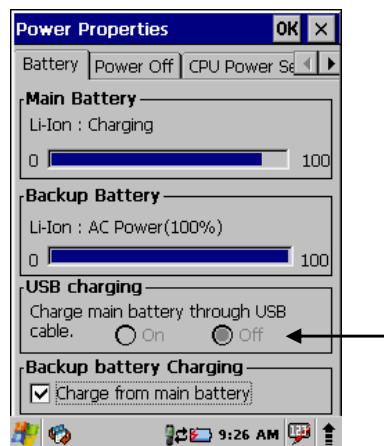 Power Properties OK ×
Battery Power Off CPU Power Se
Main Battery
Li-Ion : Charging
0 100
Backup Battery
Li-Ion : AC Power(100%)
0 100
USB charging
Charge main battery through USB
cable. On Off
Backup battery Charging
Charge from main battery
9:26 AM